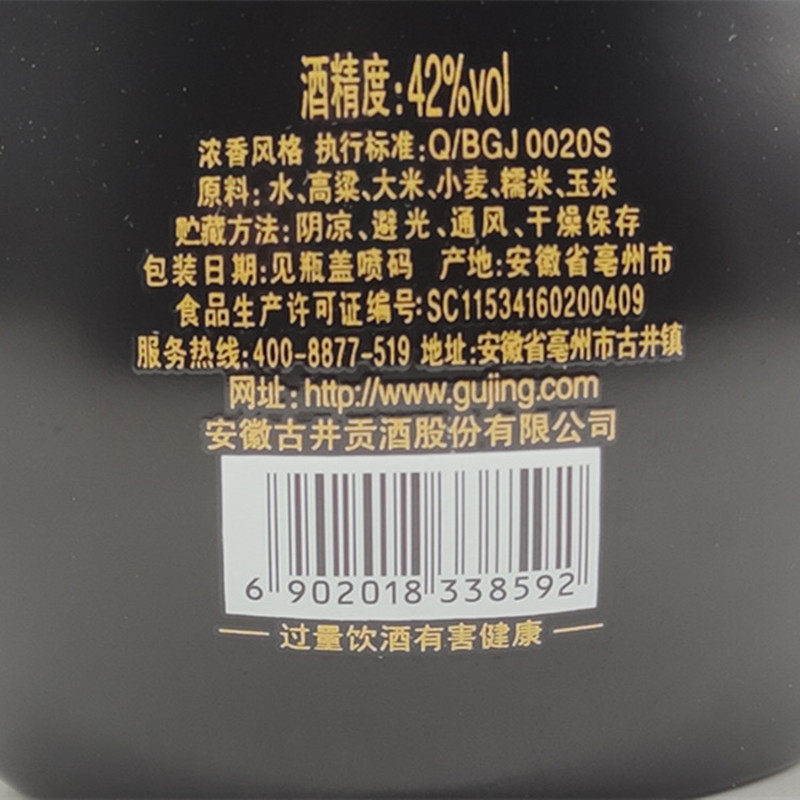 酒精度:42%vol
浓香风格 执行标准:Q/BGJ 0020S
原料:水、高粱、大米、小麦、糯米、玉米
贮藏方法:阴凉、避光、通风、干燥保存
包装日期:见瓶盖喷码 产地:安徽省亳州市
食品生产许可证编号:SC11534160200409
服务热线:400-8877-519 地址:安徽省亳州市古井镇
网址:http://www.gujing.com
安徽古井贡酒股份有限公司
6 902018 338592
过量饮酒有害健康